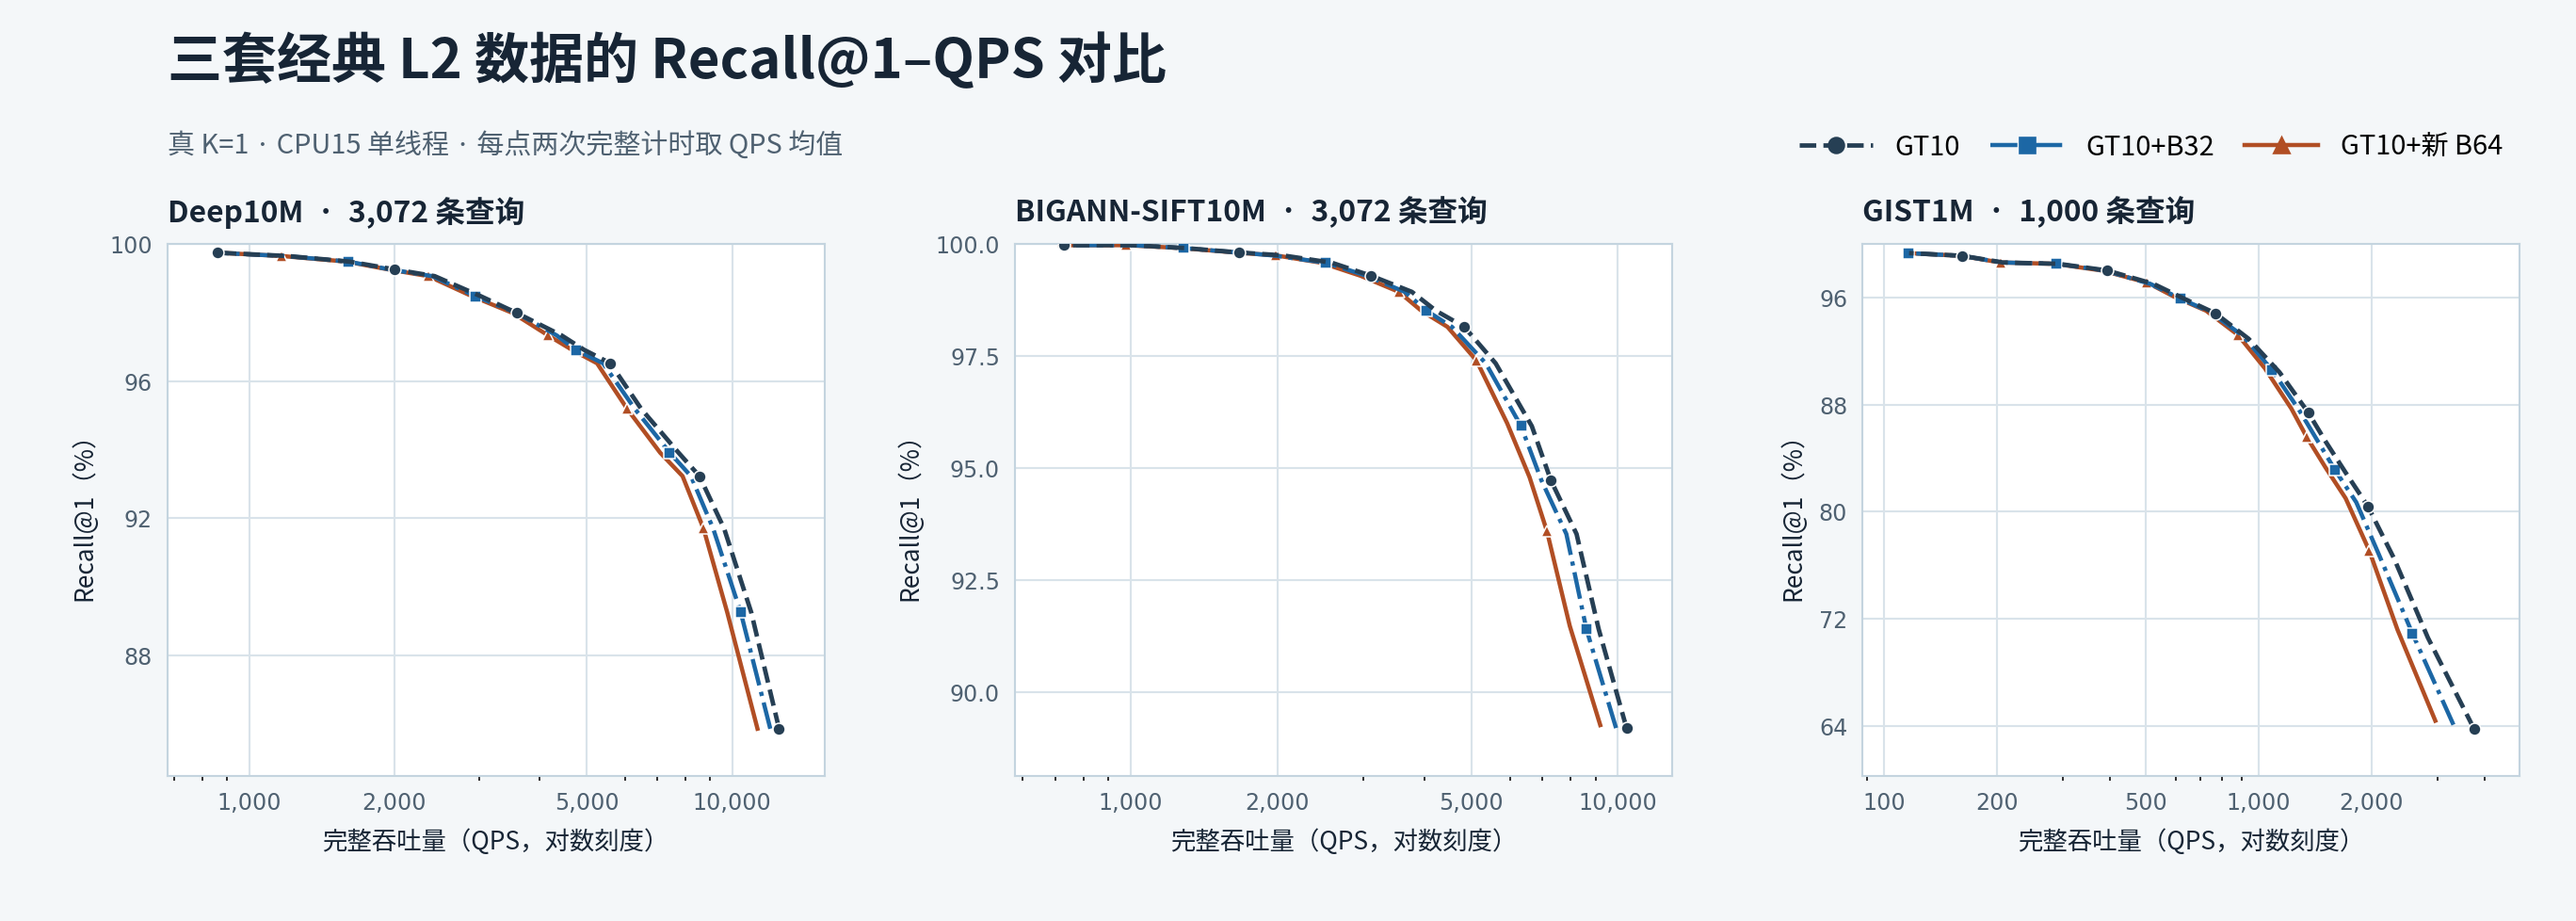 三套经典 L2 数据的 Recall@1–QPS 对比
真 K=1 · CPU15 单线程 · 每点两次完整计时取 QPS 均值
GT10
GT10+B32
GT10+新 B64
Deep10M · 3,072 条查询
100
96
92
88
Recall@1（%）
1,000
2,000
5,000
10,000
完整吞吐量（QPS，对数刻度）
BIGANN-SIFT10M · 3,072 条查询
100.0
97.5
95.0
92.5
90.0
Recall@1（%）
1,000
2,000
5,000
10,000
完整吞吐量（QPS，对数刻度）
GIST1M · 1,000 条查询
96
88
80
72
64
Recall@1（%）
100
200
500
1,000
2,000
完整吞吐量（QPS，对数刻度）